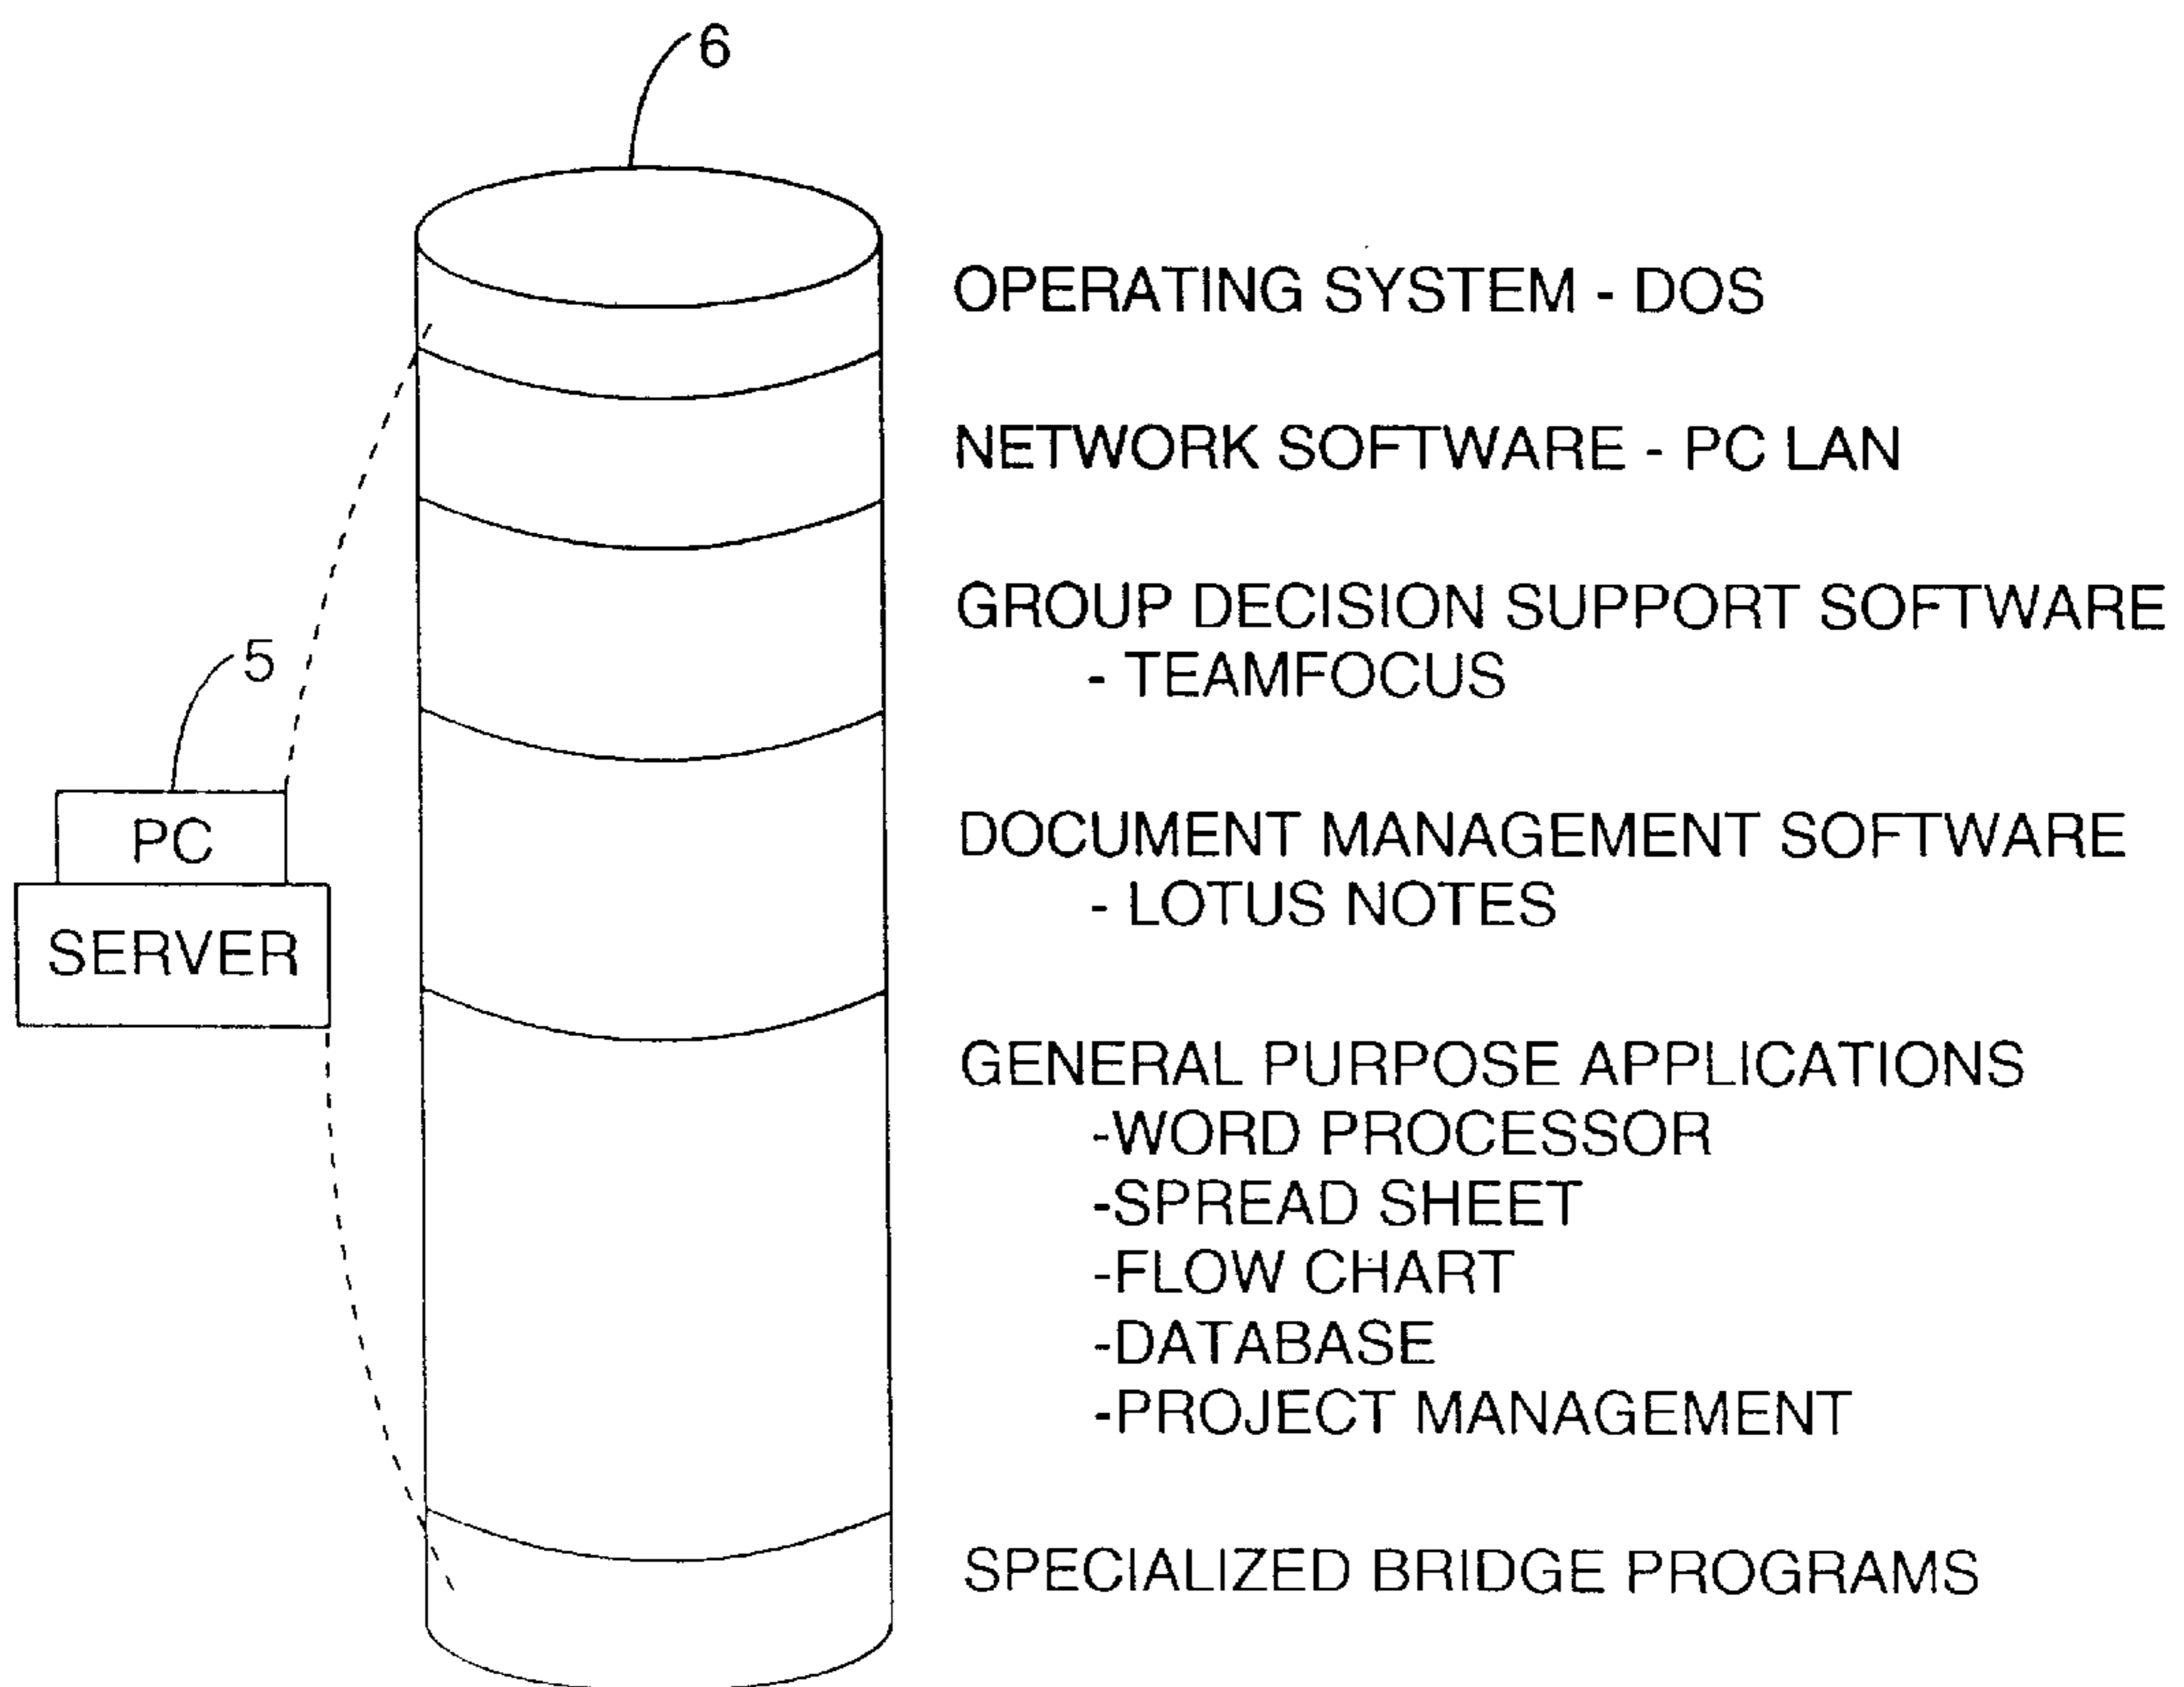 6
OPERATING SYSTEM - DOS
NETWORK SOFTWARE - PC LAN
GROUP DECISION SUPPORT SOFTWARE
- TEAMFOCUS
5
PC
SERVER
DOCUMENT MANAGEMENT SOFTWARE
- LOTUS NOTES
GENERAL PURPOSE APPLICATIONS
-WORD PROCESSOR
-SPREAD SHEET
-FLOW CHART
-DATABASE
-PROJECT MANAGEMENT
SPECIALIZED BRIDGE PROGRAMS